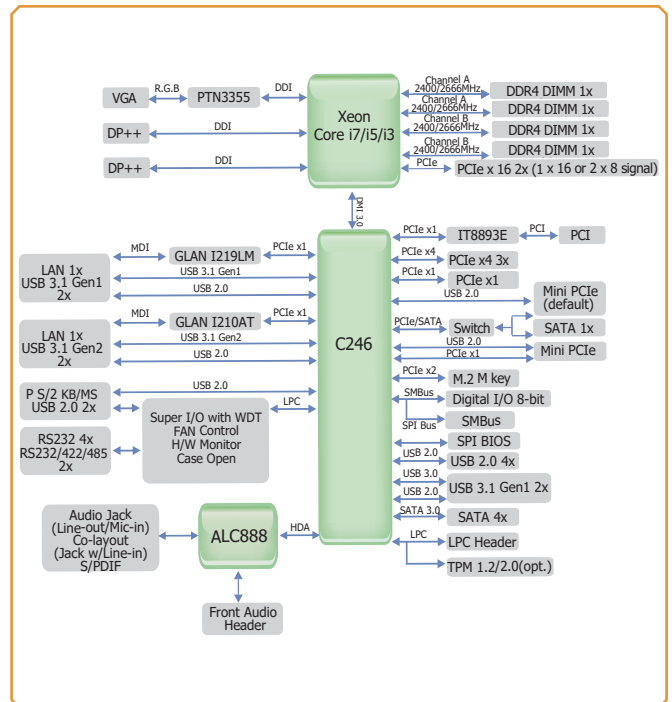 VGA
R.G.B
PTN3355
DDI
DP++
DDI
DP++
DDI
Xeon
Core i7/i5/i3
Channel A
2400/2666MHz
DDR4 DIMM 1x
Channel A
2400/2666MHz
DDR4 DIMM 1x
Channel B
2400/2666MHz
DDR4 DIMM 1x
Channel B
2400/2666MHz
DDR4 DIMM 1x
PCIe
PCIe x 16 2x (1 x 16 or 2 x 8 signal)
DMI 3.0
LAN 1x
USB 3.1 Gen1
2x
MDI
GLAN I219LM
PCIe x1
USB 3.1 Gen1
USB 2.0
LAN 1x
USB 3.1 Gen2
2x
MDI
GLAN I210AT
PCIe x1
USB 3.1 Gen2
USB 2.0
P S/2 KB/MS
USB 2.0 2x
USB 2.0
RS232 4x
RS232/422/485
2x
Super I/O with WDT
FAN Control
H/W Monitor
Case Open
LPC
C246
PCIe x1
IT8893E
PCI
PCI
PCIe x4
PCIe x4 3x
PCIe x1
PCIe x1
USB 2.0
Mini PCIe
(default)
PCIe/SATA
Switch
SATA 1x
USB 2.0
PCIe x1
Mini PCIe
PCIe x2
M.2 M key
SMBus
Digital I/O 8-bit
SMBus
SPI Bus
SPI BIOS
USB 2.0
USB 2.0 4x
USB 3.0
USB 2.0
USB 3.1 Gen1 2x
SATA 3.0
SATA 4x
LPC
LPC Header
TPM 1.2/2.0(opt.)
Audio Jack
(Line-out/Mic-in)
Co-layout
(Jack w/Line-in)
S/PDIF
ALC888
HDA
Front Audio
Header